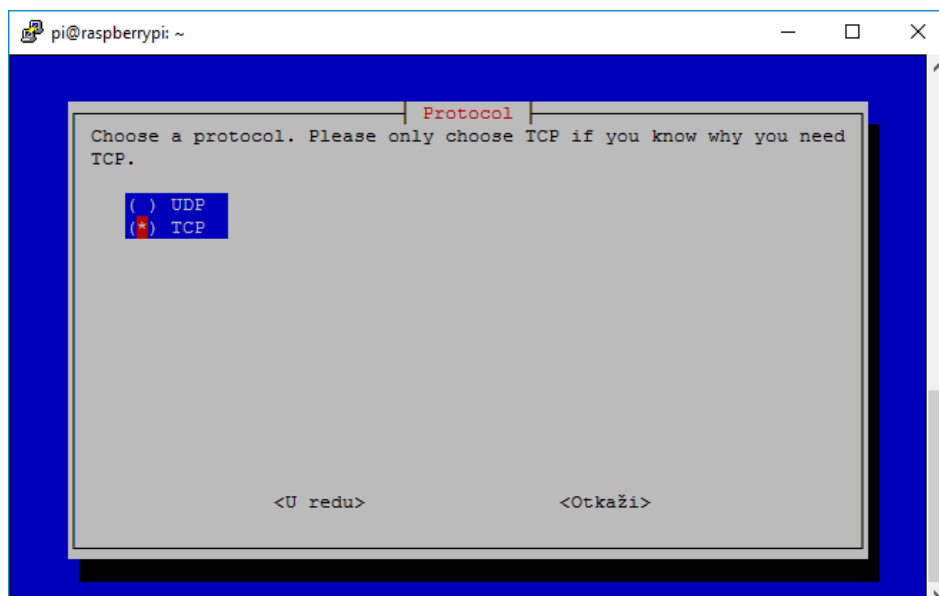 pi@raspberrypi: ~
Protocol
Choose a protocol. Please only choose TCP if you know why you need
TCP.
( ) UDP
(*) TCP
<U redu> <Otkaži>